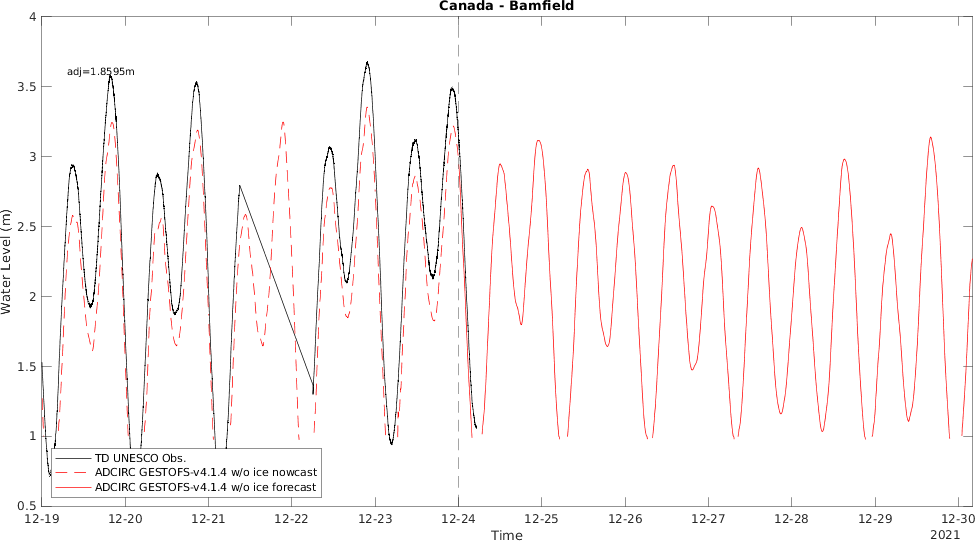 Canada - Bamfield
adj=1.8595m
Water Level (m)
4
3.5
3
2.5
2
1.5
1
0.5
TD UNESCO Obs.
ADCIRC GESTOFS-v4.1.4 w/o ice nowcast
ADCIRC GESTOFS-v4.1.4 w/o ice forecast
12-19 12-20 12-21 12-22 12-23 12-24 12-25 12-26 12-27 12-28 12-29 12-30
Time
2021